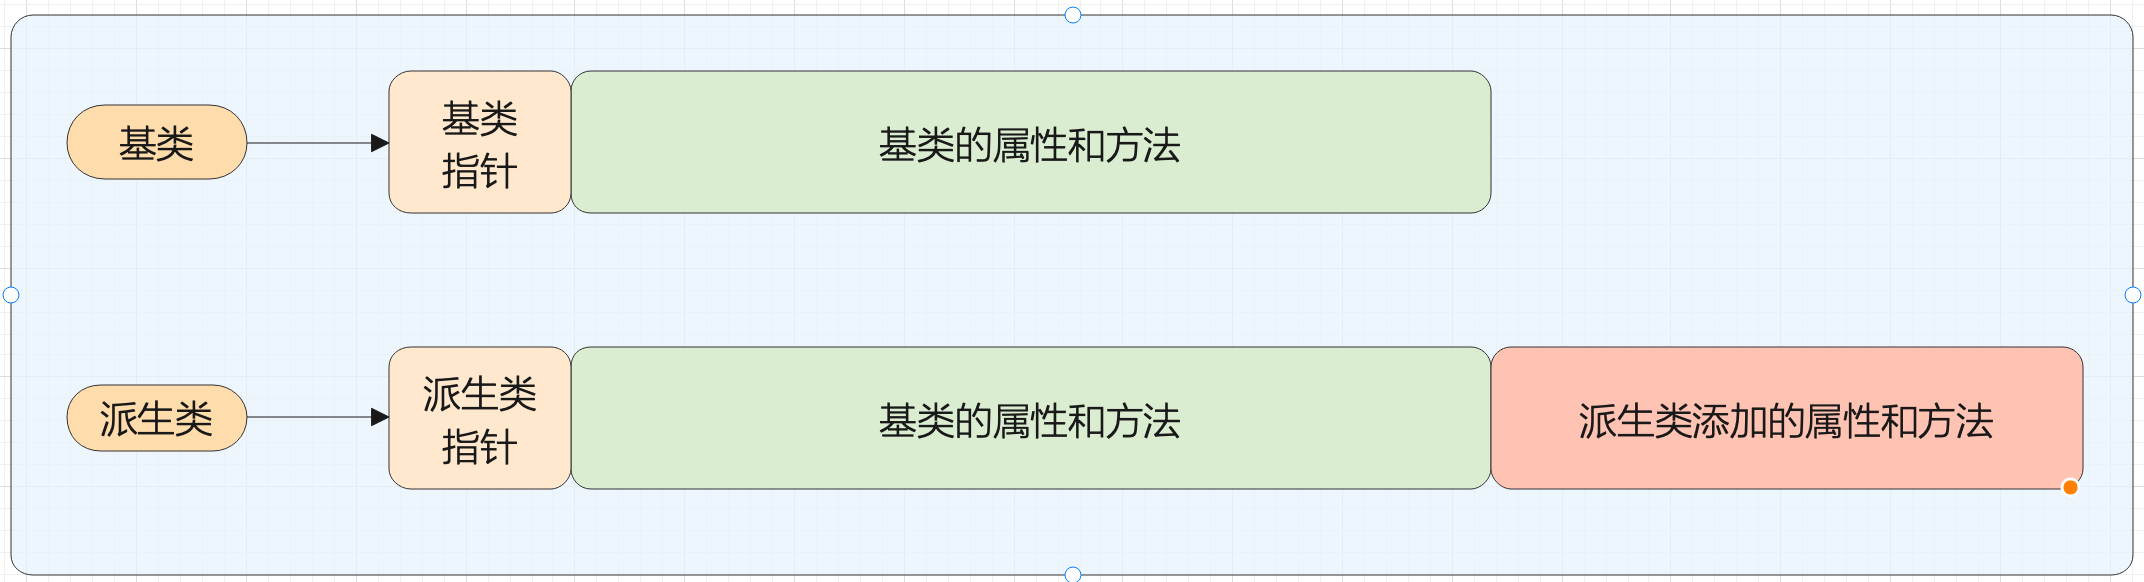 基类
基类
指针
基类的属性和方法
派生类
派生类
指针
基类的属性和方法
派生类添加的属性和方法